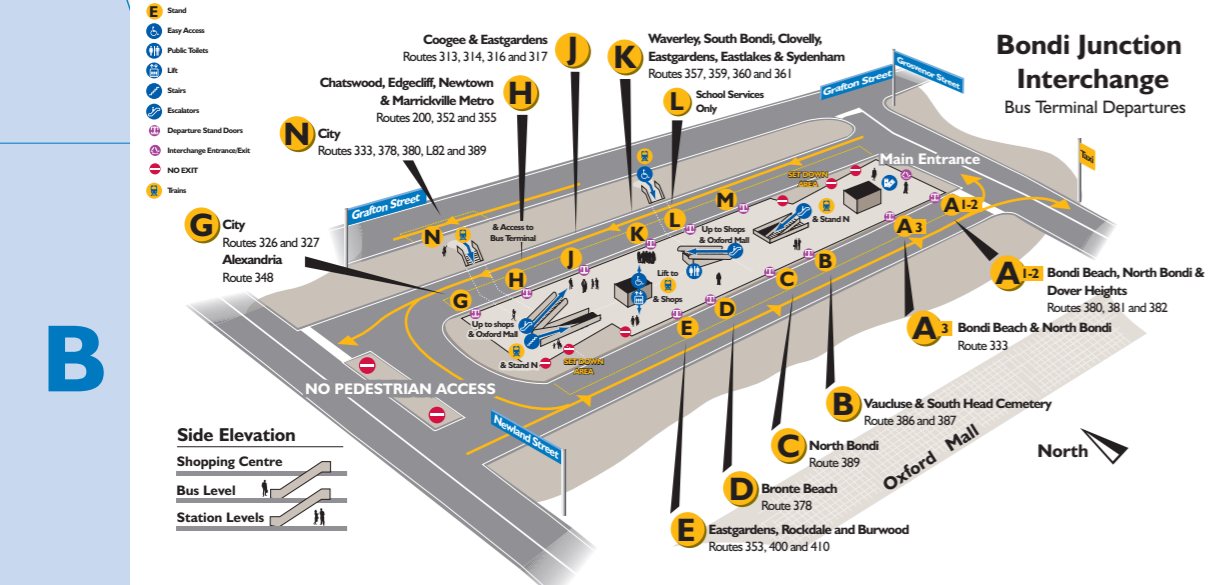 B
E Stand
Easy Access
Public Toilets
Lift
Stairs
Escalators
Departure Stand Doors
Interchange Entrance/Exit
NO EXIT
Trains
Bondi Junction
Interchange
Bus Terminal Departures
N City
Routes 333, 378, 380, L82 and 389
H
Chatswood, Edgecliff, Newtown
& Marrickville Metro
Routes 200, 352 and 355
J
Coogee & Eastgardens
Routes 313, 314, 316 and 317
K
Waverley, South Bondi, Clovelly,
Eastgardens, Eastlakes & Sydenham
Routes 357, 359, 360 and 361
L
School Services
Only
G City
Routes 326 and 327
Alexandria
Route 348
Grafton Street
Grosvenor Street
Taxi
Main Entrance
SET DOWN
AREA
Grafton Street
N
& Access to
Bus Terminal
M
L
K
J
H
G
& Stand N
Up to Shops
& Oxford Mall
Lift to
& Shops
Up to shops
& Oxford Mall
& Stand N
SET DOWN
AREA
A 1-2
A 3
B
C
D
E
NO PEDESTRIAN ACCESS
Newland Street
A 1-2 Bondi Beach, North Bondi &
Dover Heights
Routes 380, 381 and 382
A 3 Bondi Beach & North Bondi
Route 333
B Vaucluse & South Head Cemetery
Route 386 and 387
C North Bondi
Route 389
D Bronte Beach
Route 378
E Eastgardens, Rockdale and Burwood
Routes 353, 400 and 410
Oxford Mall
North
Side Elevation
Shopping Centre
Bus Level
Station Levels